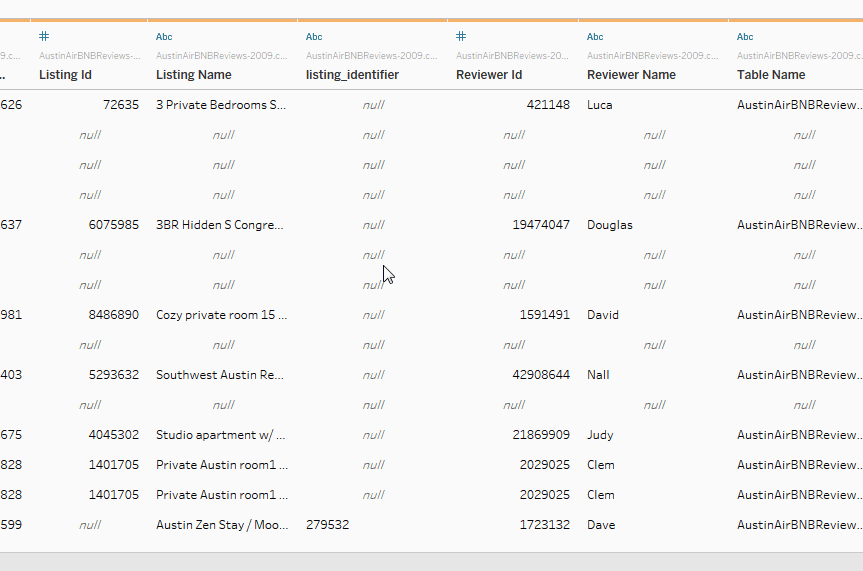 # Abc Abc # Abc Abc
9.c... AustinAirBNBReviews-... AustinAirBNBReviews-2009.c... AustinAirBNBReviews-2009.c... AustinAirBNBReviews-20... AustinAirBNBReviews-2009.c... AustinAirBNBReviews-2009.c...
.. Listing Id Listing Name listing_identifier Reviewer Id Reviewer Name Table Name
626 72635 3 Private Bedrooms S... null 421148 Luca AustinAirBNBReview..
null null null null null null
null null null null null null
null null null null null null
637 6075985 3BR Hidden S Congre... null 19474047 Douglas AustinAirBNBReview..
null null null null null null
null null null null null null
981 8486890 Cozy private room 15 ... null 1591491 David AustinAirBNBReview..
null null null null null null
403 5293632 Southwest Austin Re... null 42908644 Nall AustinAirBNBReview..
null null null null null null
675 4045302 Studio apartment w/ ... null 21869909 Judy AustinAirBNBReview..
828 1401705 Private Austin room1 ... null 2029025 Clem AustinAirBNBReview..
828 1401705 Private Austin room1 ... null 2029025 Clem AustinAirBNBReview..
599 null Austin Zen Stay / Moo... 279532 1723132 Dave AustinAirBNBReview..